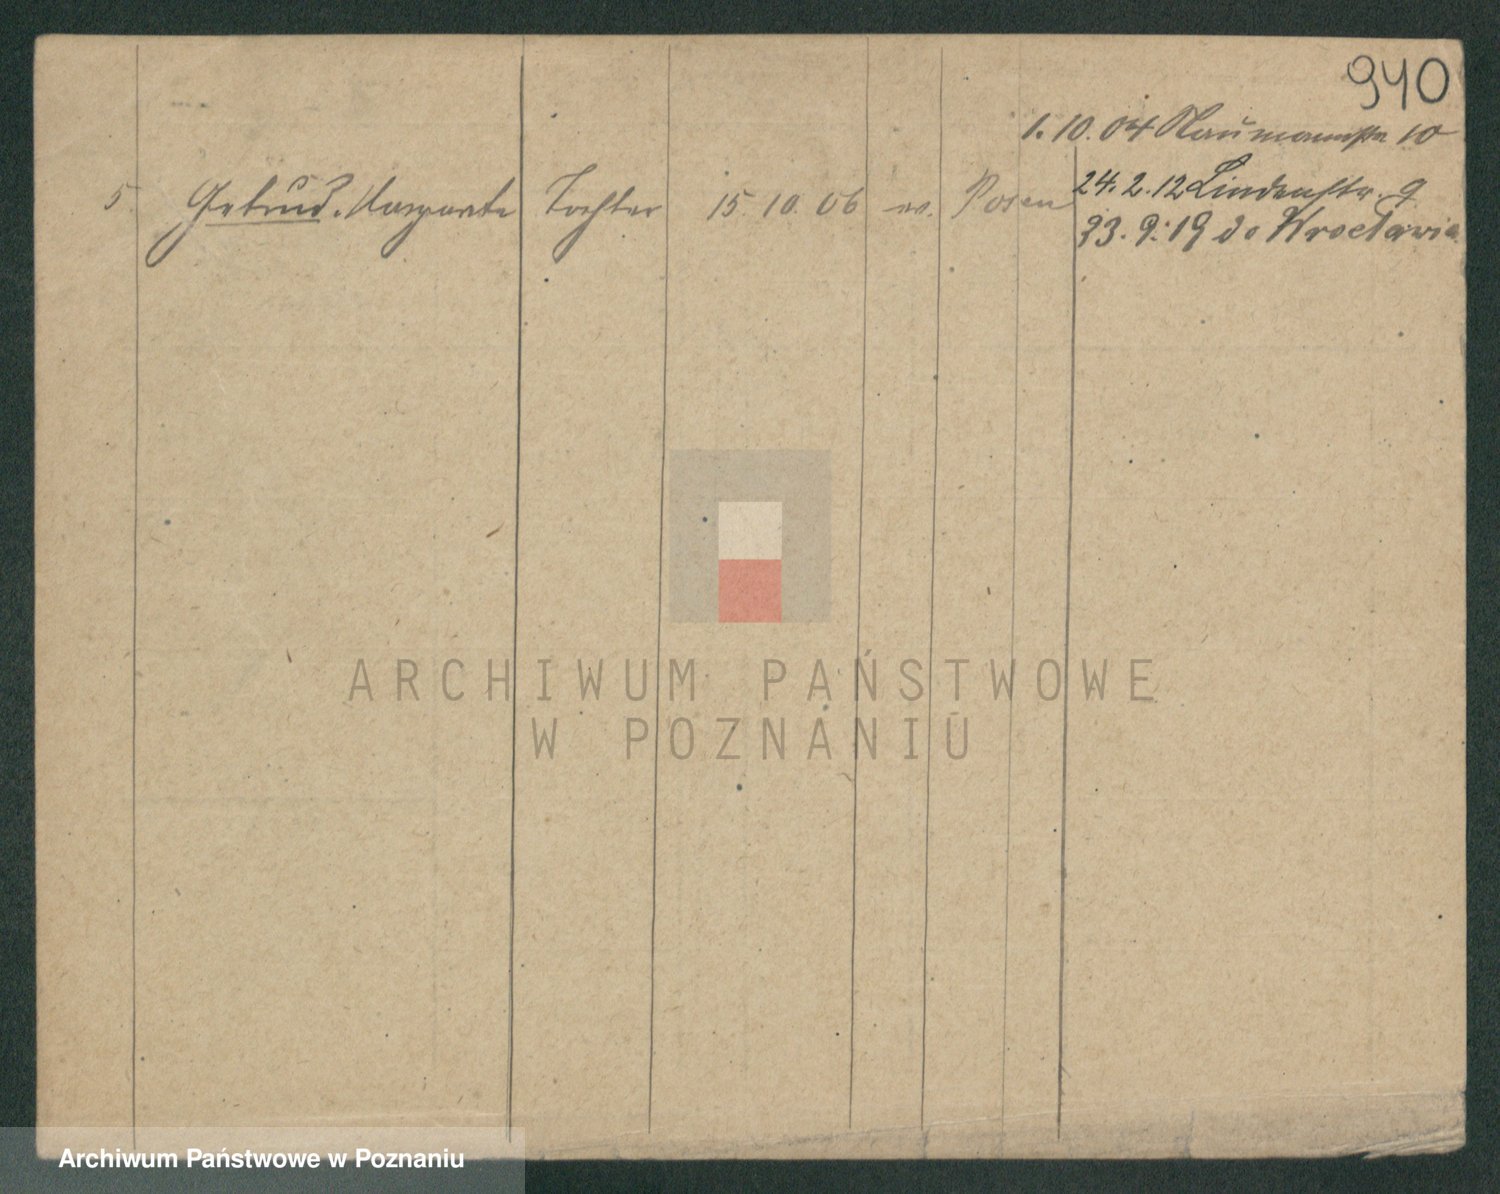 940
1. 10. 04 Naumannstr 10
5. Gertrud Margarete Tochter 15 10. 06 ev. Posen 24. 2. 12 Lindenstr. 9
23. 9. 19 do Wrocławia
ARCHIWUM PAŃSTWOWE
W POZNANIU
Archiwum Państwowe w Poznaniu